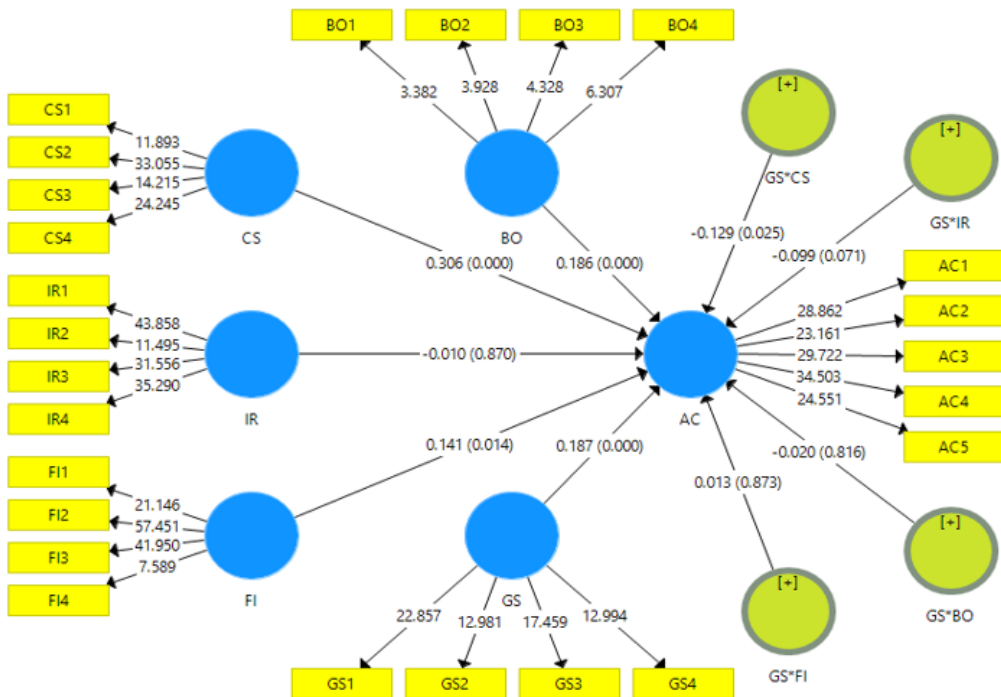 BO1 BO2 BO3 BO4
3.382 3.928 4.328 6.307
BO
CS1
CS2
CS3
CS4
11.893
33.055
14.215
24.245
CS
[+]
GS*CS
[+]
GS*IR
0.306 (0.000)
0.186 (0.000)
-0.129 (0.025)
-0.099 (0.071)
IR1
IR2
IR3
IR4
43.858
11.495
31.556
35.290
IR
-0.010 (0.870)
AC
28.862
23.161
29.722
34.503
24.551
AC1
AC2
AC3
AC4
AC5
FI1
FI2
FI3
FI4
21.146
57.451
41.950
7.589
FI
0.141 (0.014)
0.187 (0.000)
0.013 (0.873)
-0.020 (0.816)
GS
22.857 12.981 17.459 12.994
GS1 GS2 GS3 GS4
[+]
GS*FI
[+]
GS*BO